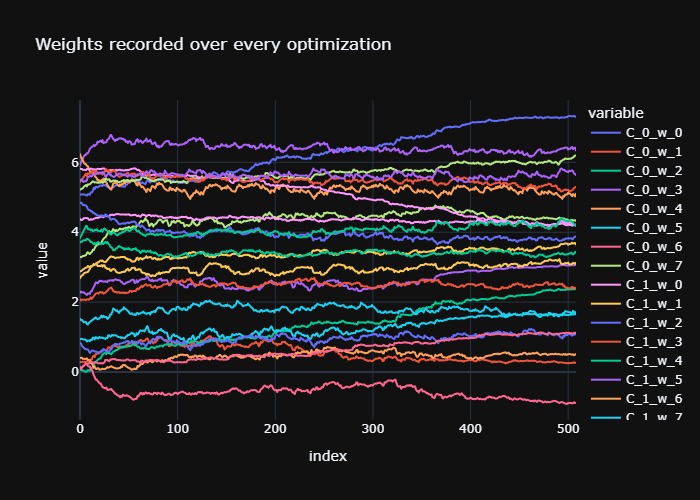 Weights recorded over every optimization
variable
C_0_w_0
C_0_w_1
C_0_w_2
C_0_w_3
C_0_w_4
C_0_w_5
C_0_w_6
C_0_w_7
C_1_w_0
C_1_w_1
C_1_w_2
C_1_w_3
C_1_w_4
C_1_w_5
C_1_w_6
C_1_w_7
value
6
4
2
0
0 100 200 300 400 500
index